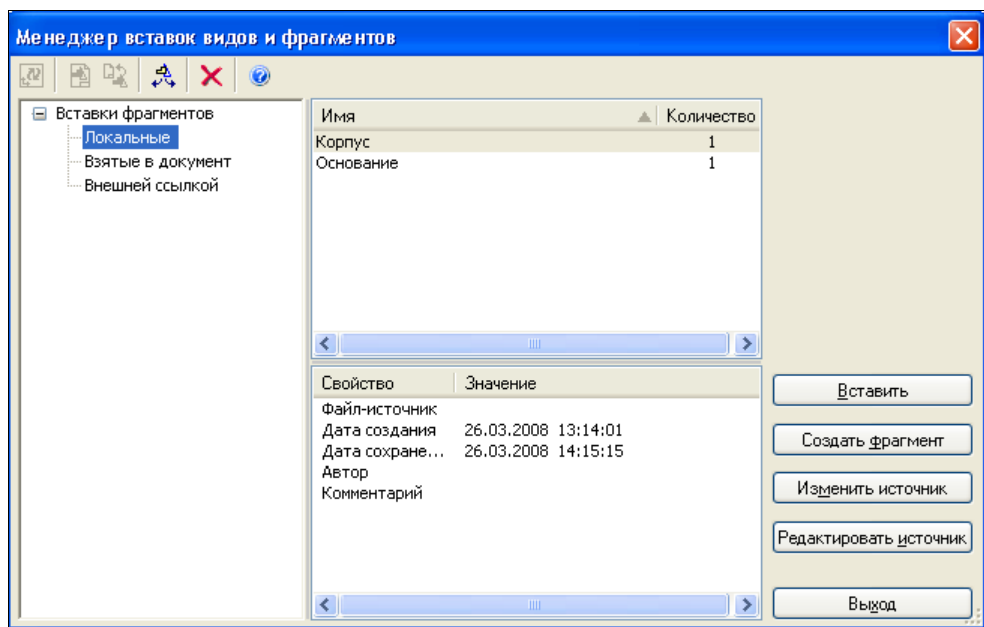 Менеджер вставок видов и фрагментов
Вставки фрагментов
Локальные
Взятые в документ
Внешней ссылкой
Имя Количество
Корпус 1
Основание 1
Свойство Значение
Файл-источник
Дата создания 26.03.2008 13:14:01
Дата сохране... 26.03.2008 14:15:15
Автор
Комментарий
Вставить
Создать фрагмент
Изменить источник
Редактировать источник
Выход